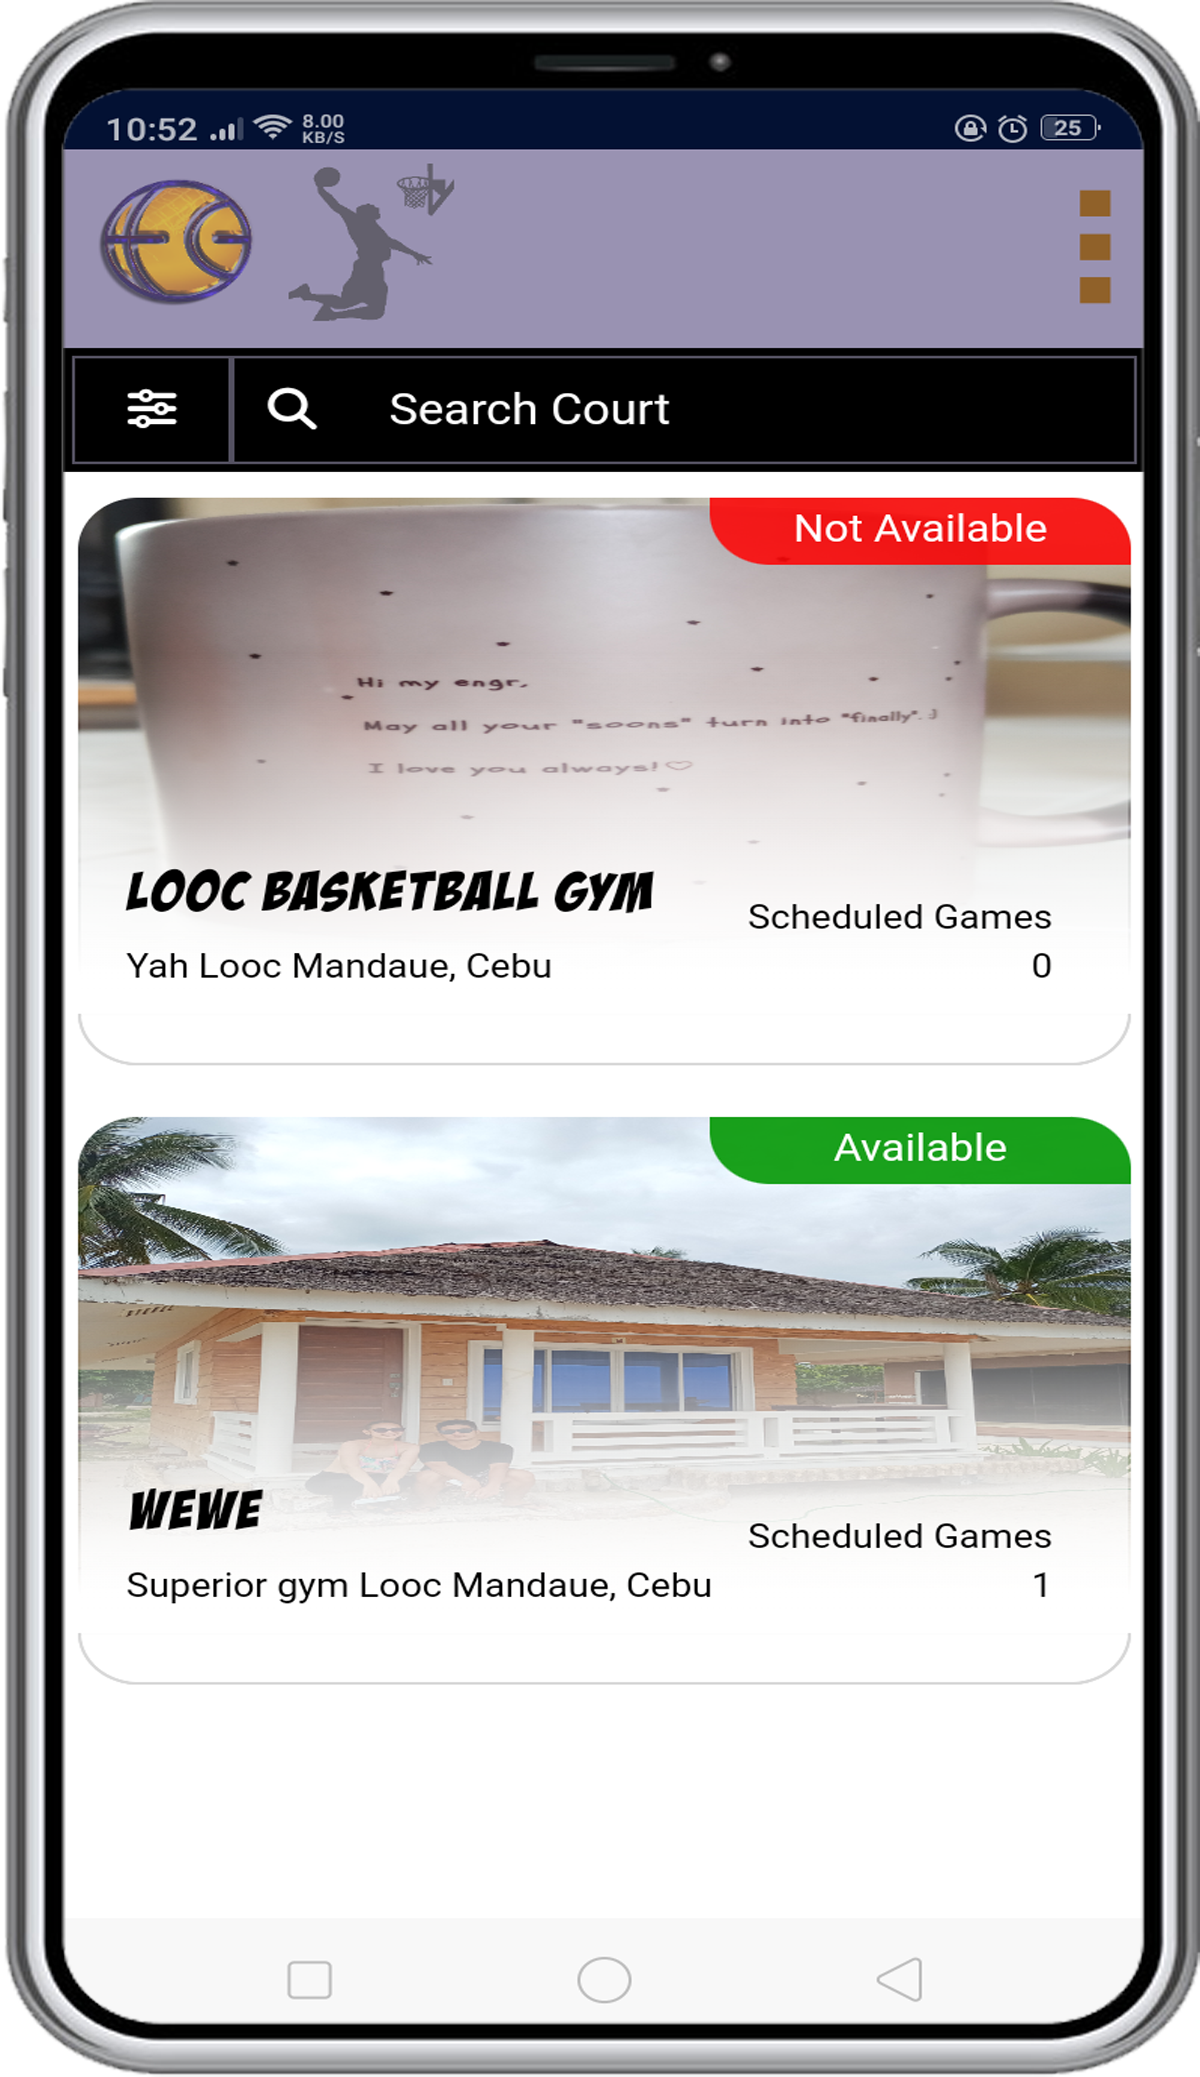 10:52
8.00
KB/S
25
Search Court
Not Available
Hi my engr,
May all your "soons" turn into "finally". :)
I love you always!♡
LOOC BASKETBALL GYM
Scheduled Games
Yah Looc Mandaue, Cebu
0
Available
WEWE
Scheduled Games
Superior gym Looc Mandaue, Cebu
1